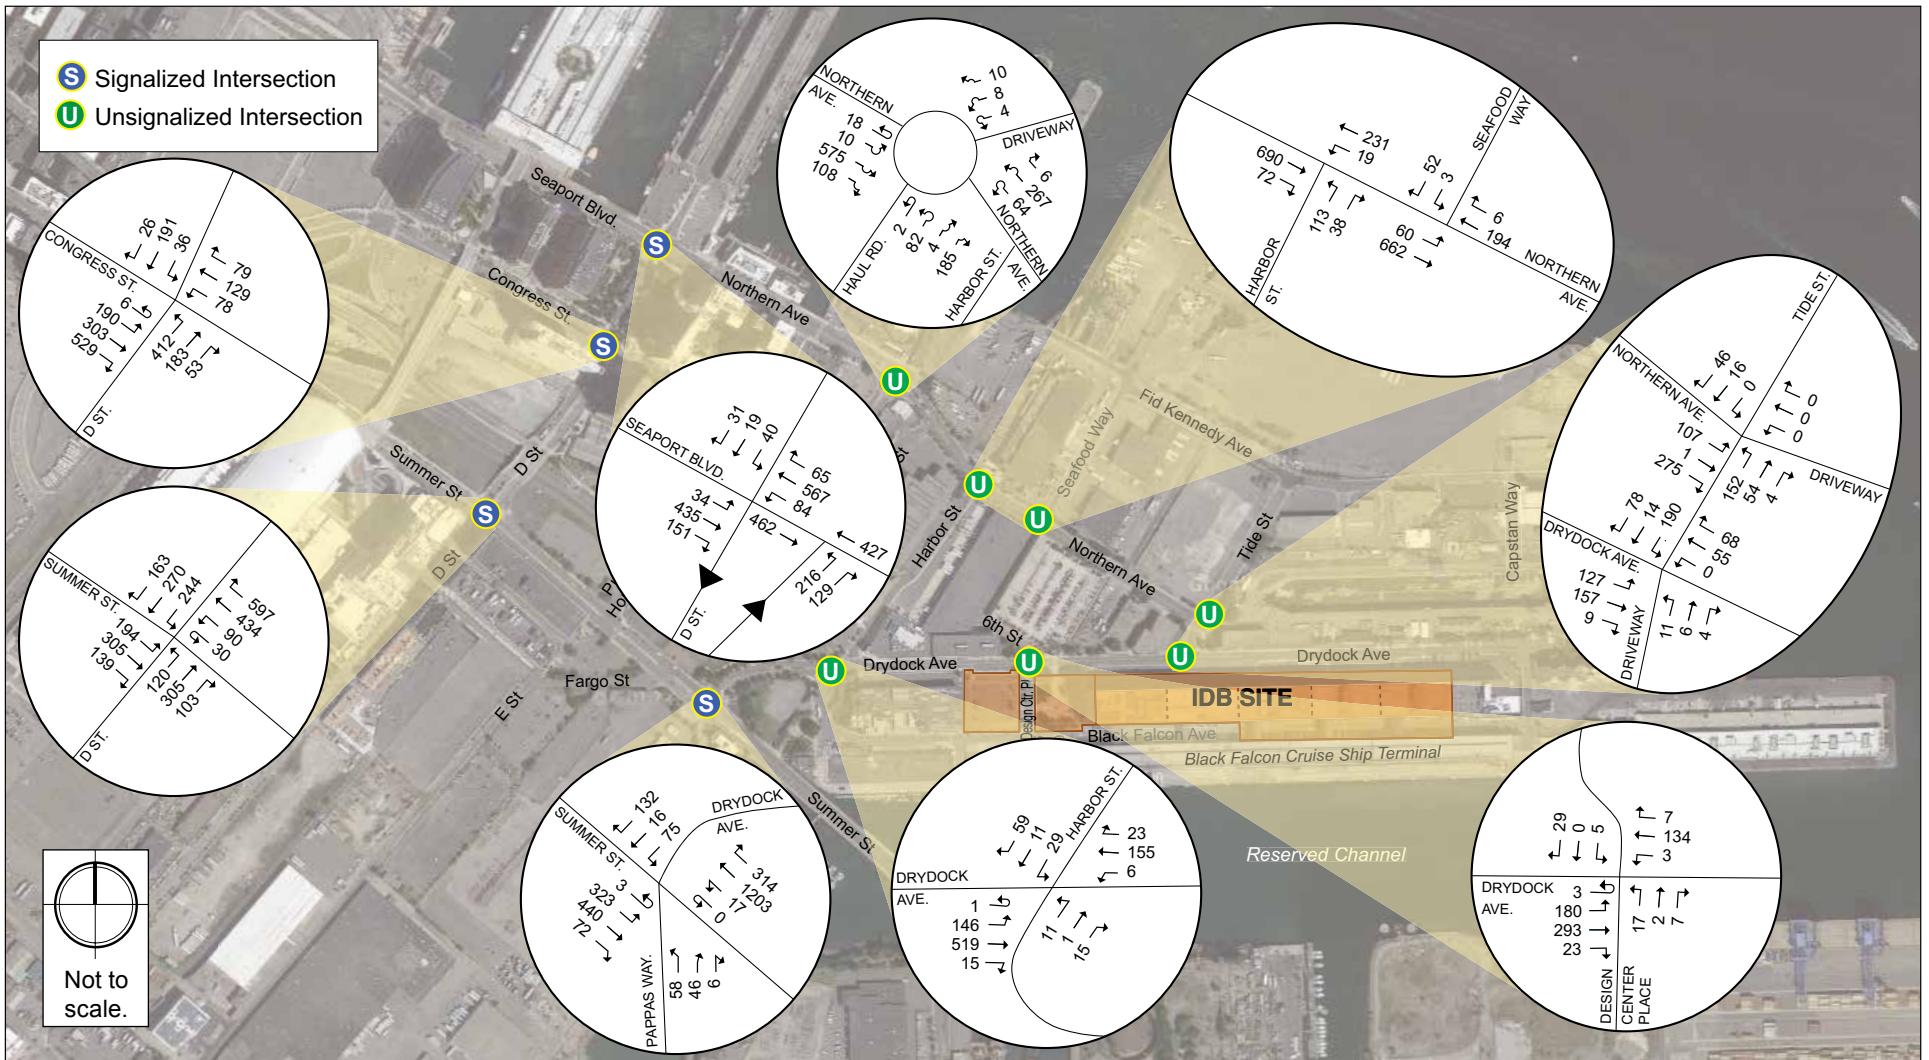 S Signalized Intersection
U Unsignalized Intersection
CONGRESS ST.
D ST.
26
191
36
79
129
78
6
190
303
529
412
183
53
SUMMER ST.
D ST.
163
270
244
597
434
90
30
194
305
139
120
305
103
SEAPORT BLVD.
D ST.
31
19
40
65
567
84
34
435
151
462
427
216
129
NORTHERN
AVE.
DRIVEWAY
HAUL RD.
HARBOR ST.
NORTHERN
AVE.
10
8
4
18
10
575
108
6
267
64
2
82
4
185
SEAFOOD
WAY
HARBOR
ST.
NORTHERN
AVE.
231
19
690
72
52
3
113
38
6
194
60
662
TIDE ST.
NORTHERN AVE.
DRIVEWAY
DRYDOCK AVE.
DRIVEWAY
46
16
0
0
0
0
107
1
275
152
54
4
78
14
190
68
55
0
127
157
9
11
6
4
SUMMER ST.
DRYDOCK
AVE.
PAPPAS WAY.
132
16
75
314
1203
17
0
3
323
440
72
58
46
6
DRYDOCK
AVE.
HARBOR ST.
59
11
29
23
155
6
1
146
519
15
11
1
15
DRYDOCK
AVE.
DESIGN
CENTER
PLACE
29
0
5
7
134
3
3
180
293
23
17
2
7
Seaport Blvd.
Northern Ave
Congress St.
Summer St
D St
D St
E St
Fargo St
Harbor St
Seafood Way
Fid Kennedy Ave
Northern Ave
Tide St
Capstan Way
6th St
Drydock Ave
Drydock Ave
Design Ctr. Pl
IDB SITE
Black Falcon Ave
Black Falcon Cruise Ship Terminal
Summer St
Reserved Channel
S
S
S
S
U
U
U
U
U
U
U
Not to
scale.